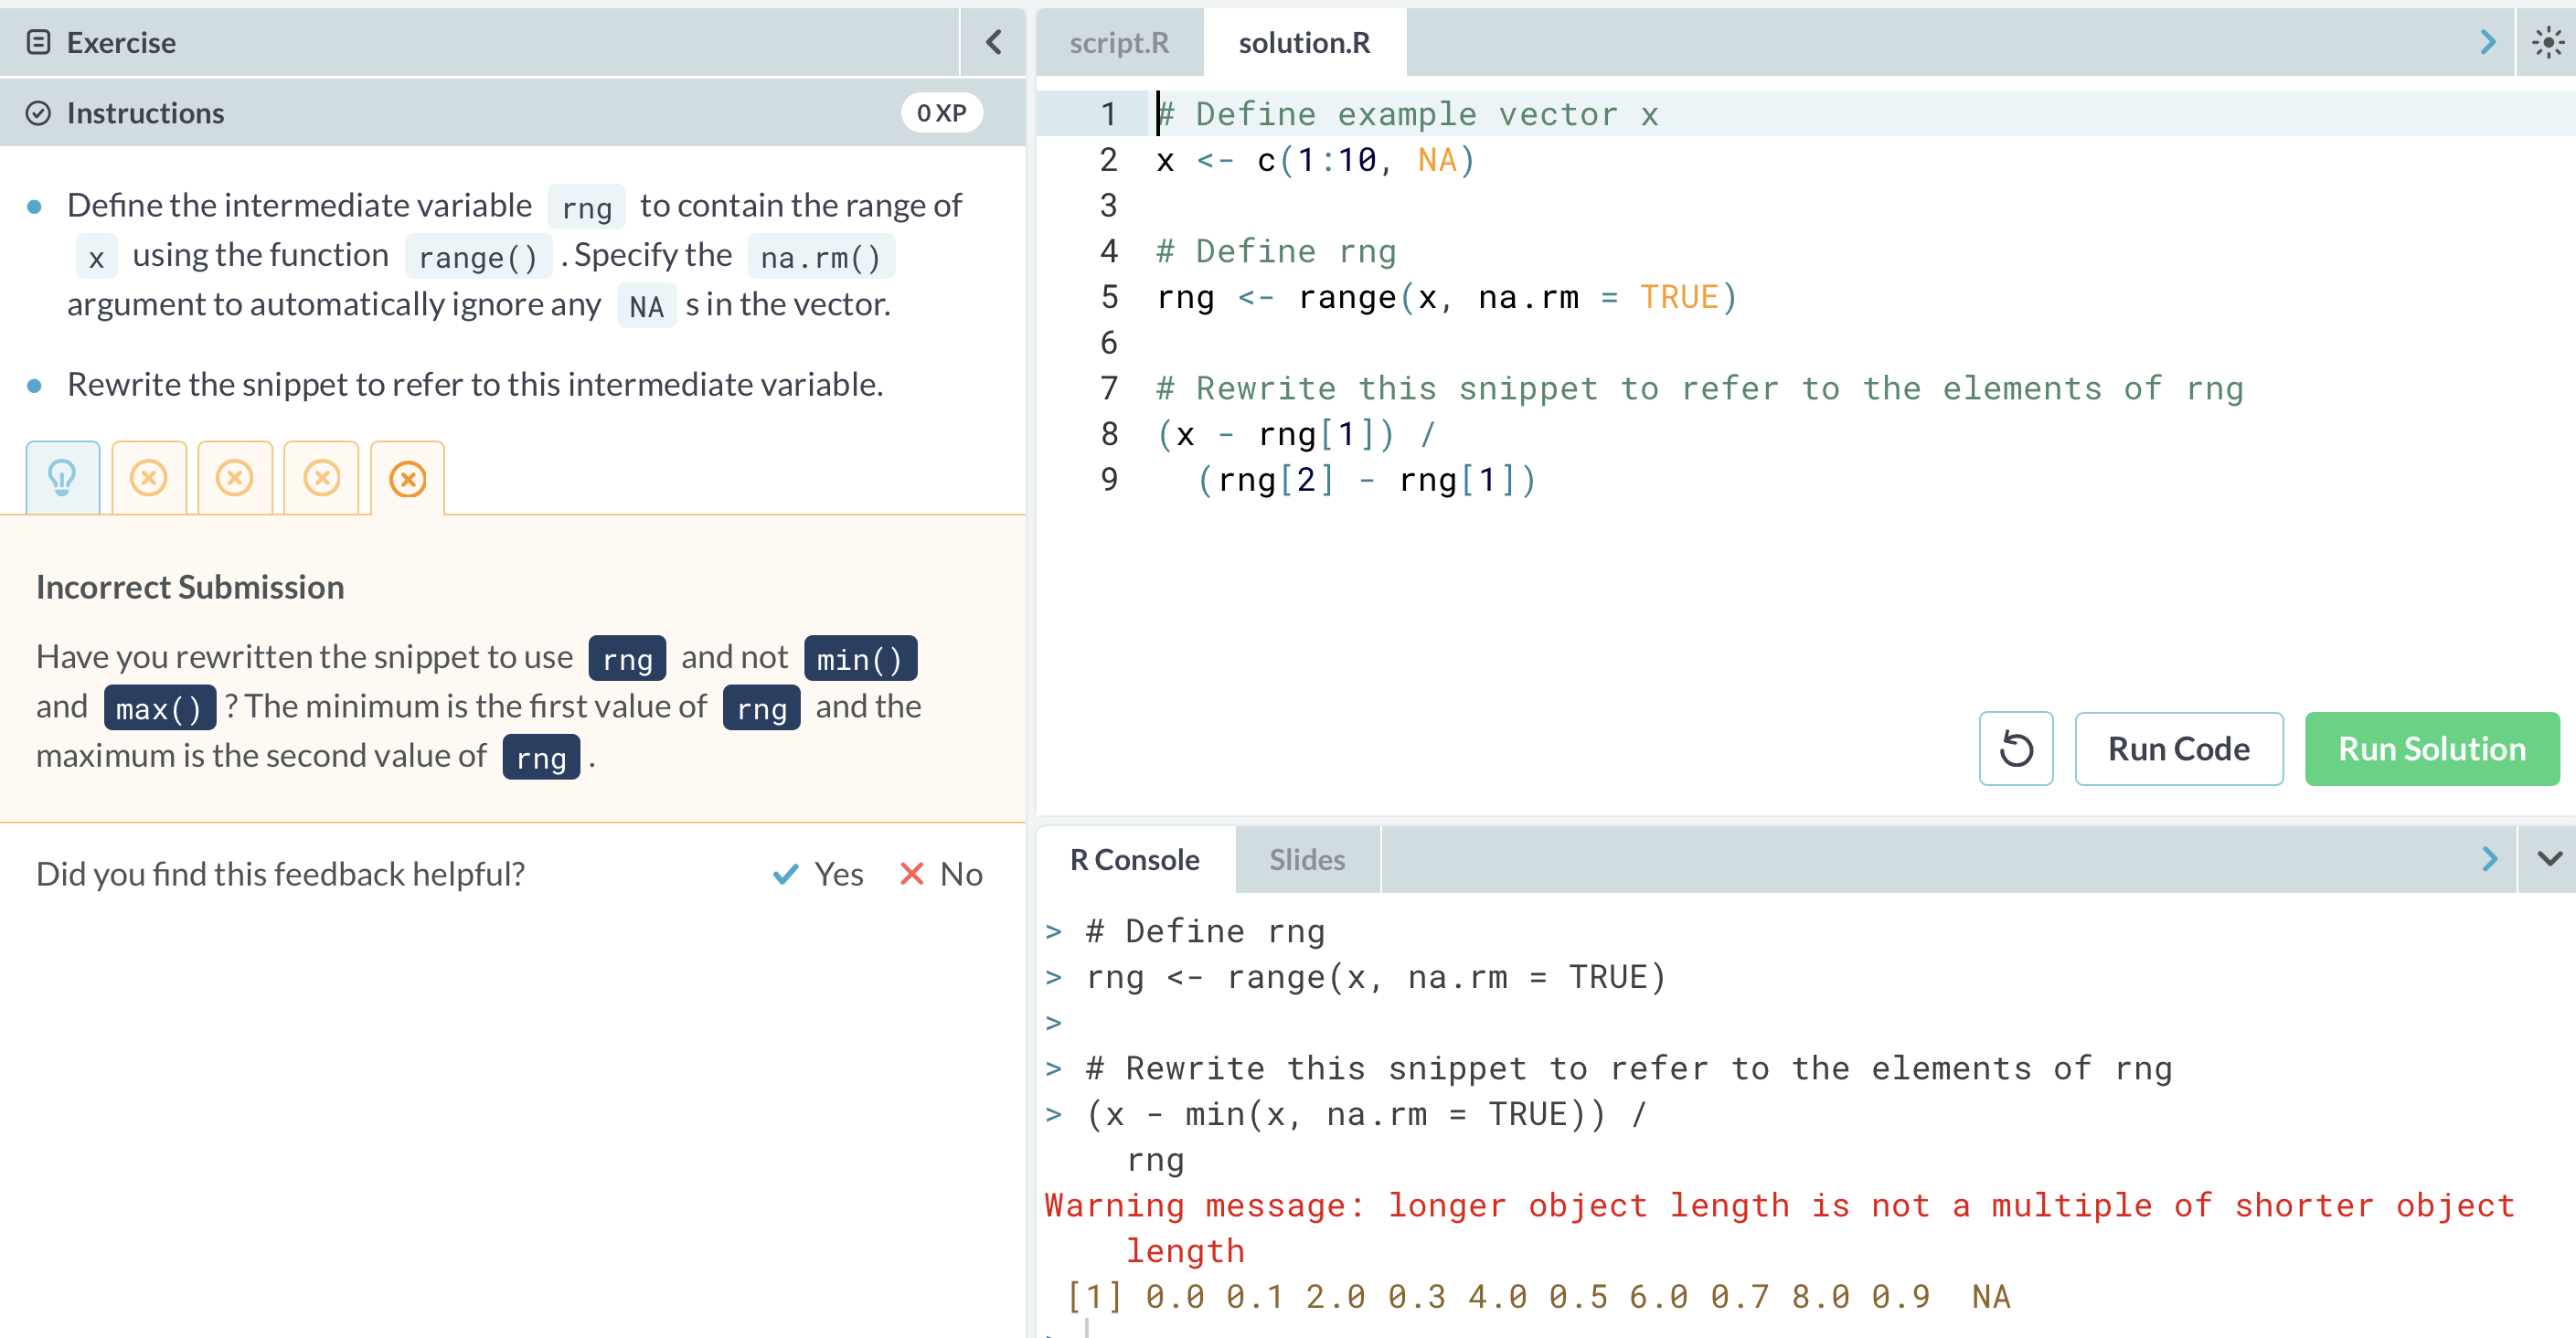 Exercise
Instructions
0 XP
Define the intermediate variable rng to contain the range of
x using the function range() . Specify the na.rm()
argument to automatically ignore any NA s in the vector.
Rewrite the snippet to refer to this intermediate variable.
Incorrect Submission
Have you rewritten the snippet to use rng and not min()
and max() ? The minimum is the first value of rng and the
maximum is the second value of rng .
Did you find this feedback helpful?
Yes
No
script.R
solution.R
1 # Define example vector x
2 x <- c(1:10, NA)
3
4 # Define rng
5 rng <- range(x, na.rm = TRUE)
6
7 # Rewrite this snippet to refer to the elements of rng
8 (x - rng[1]) /
9   (rng[2] - rng[1])
Run Code
Run Solution
R Console
Slides
> # Define rng
> rng <- range(x, na.rm = TRUE)
>
> # Rewrite this snippet to refer to the elements of rng
> (x - min(x, na.rm = TRUE)) /
    rng
Warning message: longer object length is not a multiple of shorter object
    length
 [1] 0.0 0.1 2.0 0.3 4.0 0.5 6.0 0.7 8.0 0.9  NA